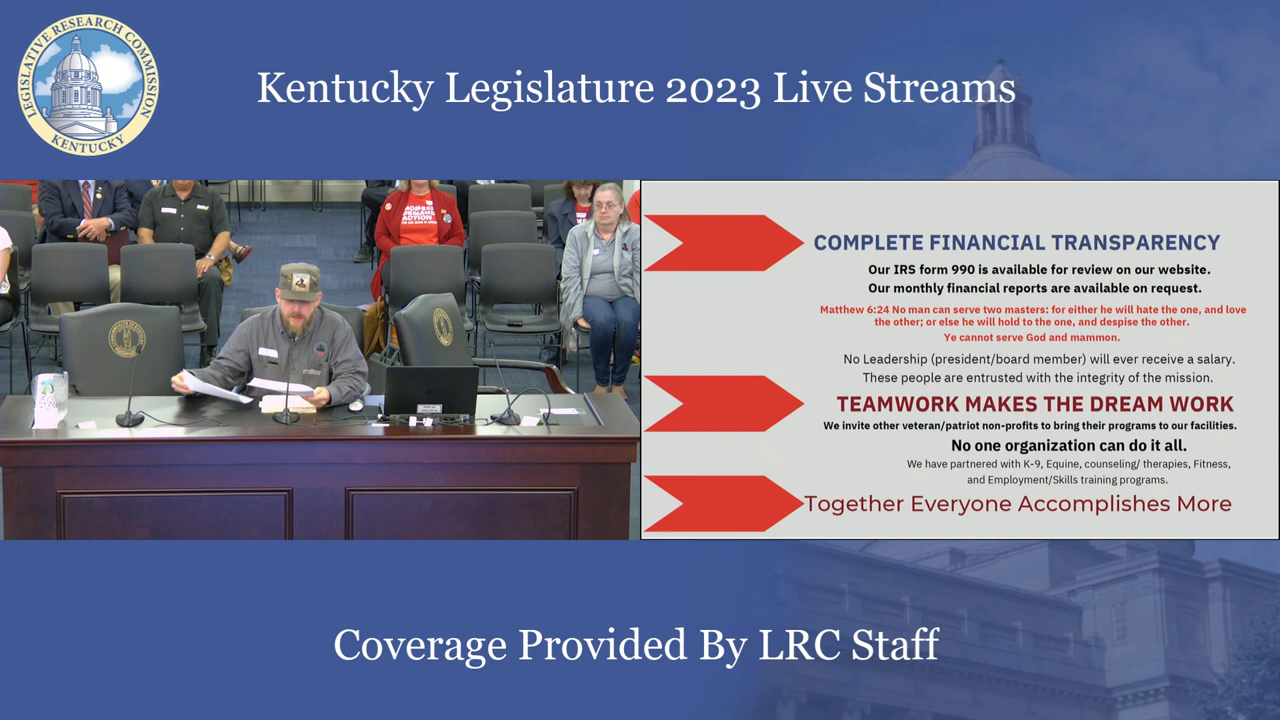 LEGISLATIVE RESEARCH COMMISSION
KENTUCKY
Kentucky Legislature 2023 Live Streams
MOMS
DEMAND
ACTION
COMPLETE FINANCIAL TRANSPARENCY
Our IRS form 990 is available for review on our website.
Our monthly financial reports are available on request.
Matthew 6:24 No man can serve two masters: for either he will hate the one, and love
the other; or else he will hold to the one, and despise the other.
Ye cannot serve God and mammon.
No Leadership (president/board member) will ever receive a salary.
These people are entrusted with the integrity of the mission.
TEAMWORK MAKES THE DREAM WORK
We invite other veteran/patriot non-profits to bring their programs to our facilities.
No one organization can do it all.
We have partnered with K-9, Equine, counseling/ therapies, Fitness,
and Employment/Skills training programs.
Together Everyone Accomplishes More
Coverage Provided By LRC Staff